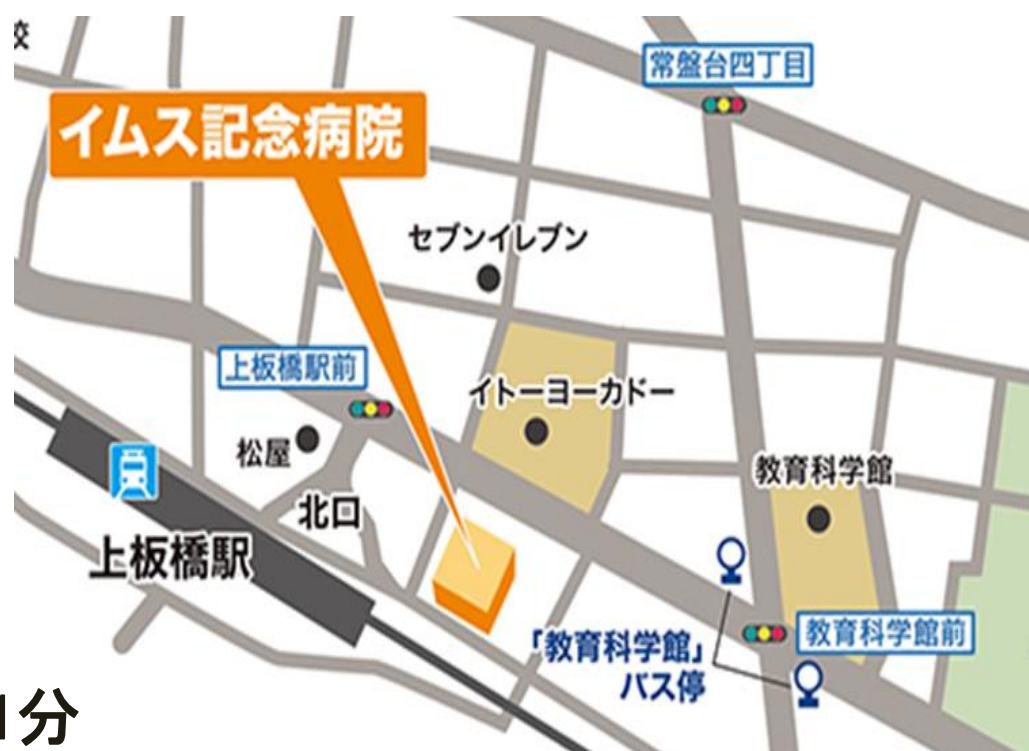 校
常盤台四丁目
イムス記念病院
セブンイレブン
上板橋駅前
イトーヨーカドー
松屋
教育科学館
北口
上板橋駅
教育科学館前
「教育科学館」
バス停
1分